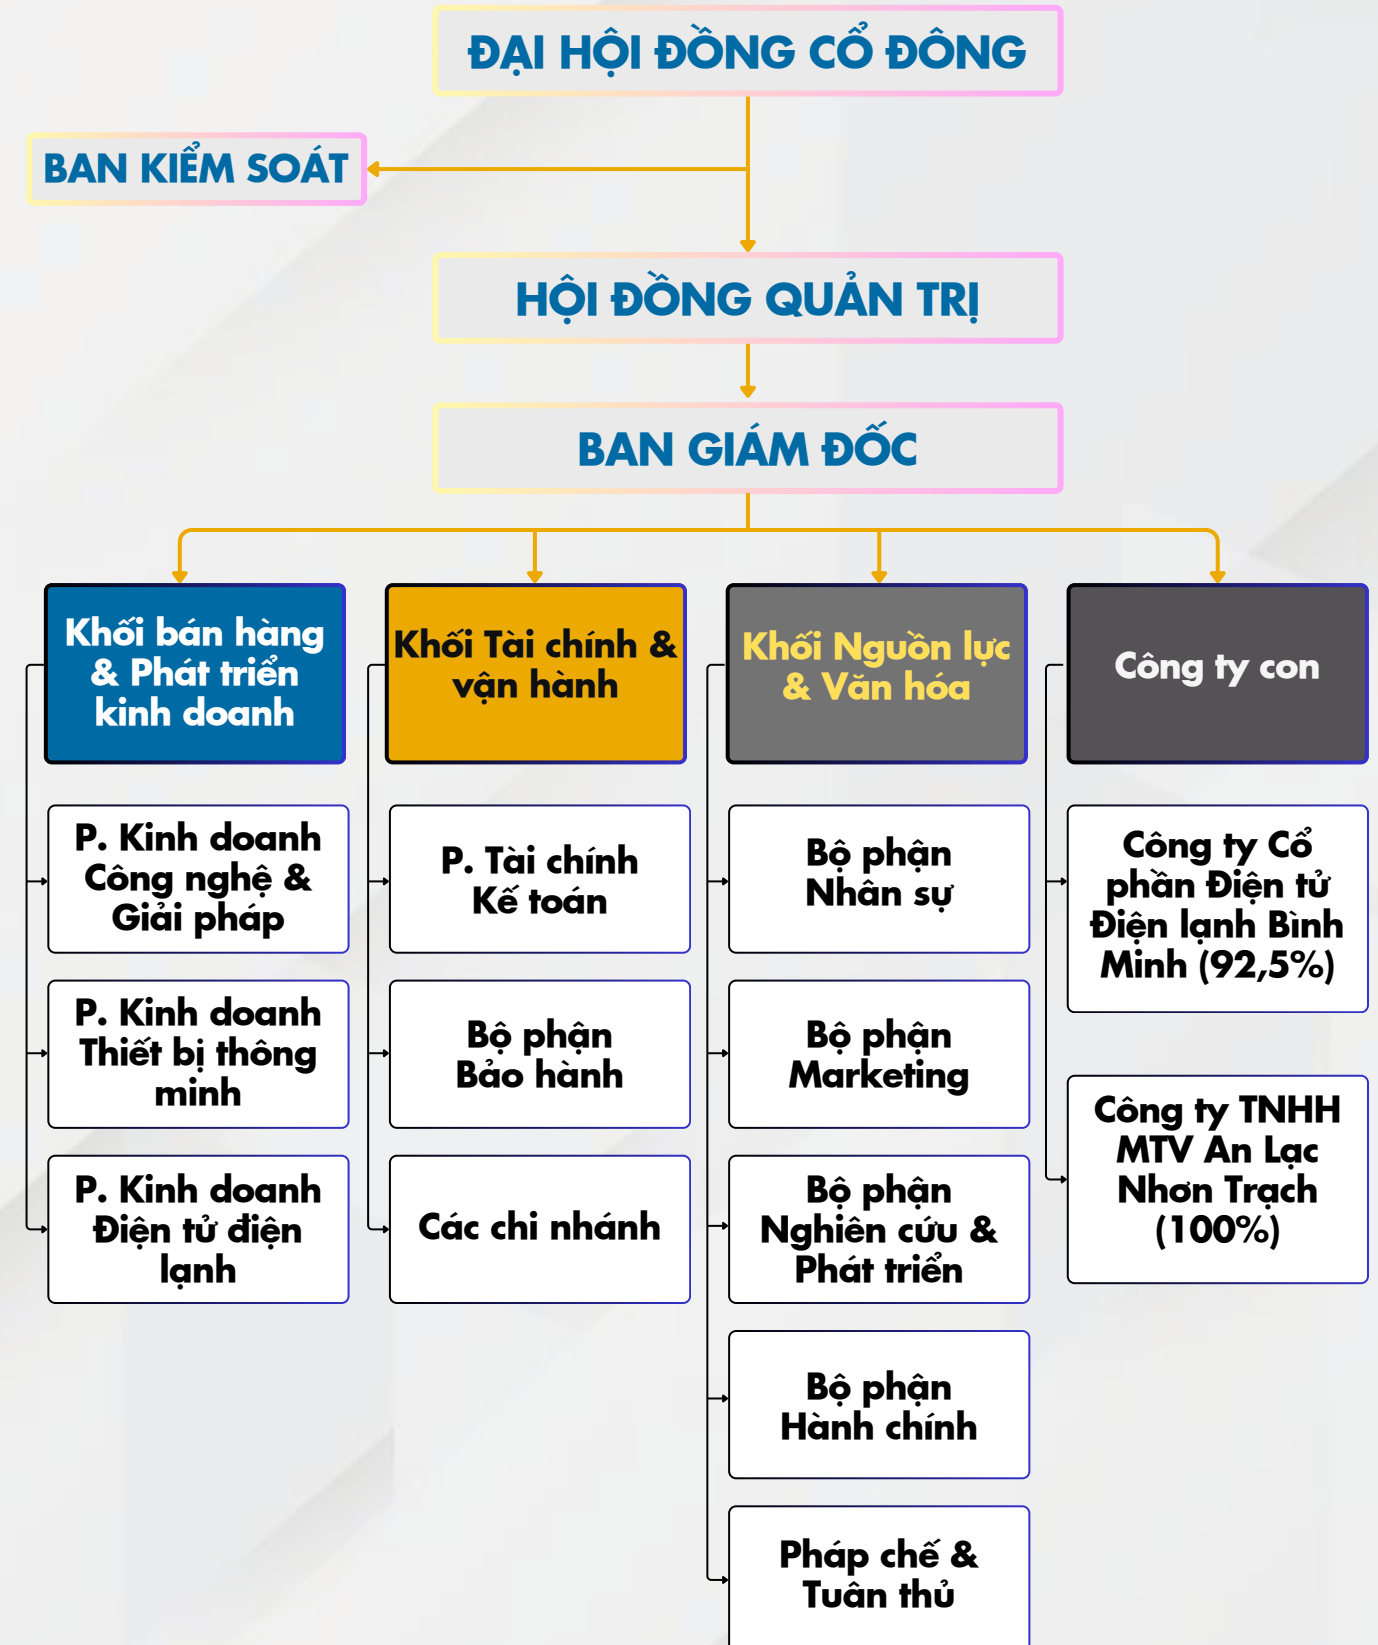 ĐẠI HỘI ĐỒNG CỔ ĐÔNG
BAN KIỂM SOÁT
HỘI ĐỒNG QUẢN TRỊ
BAN GIÁM ĐỐC
Khối bán hàng
& Phát triển
kinh doanh
P. Kinh doanh
Công nghệ &
Giải pháp
P. Kinh doanh
Thiết bị thông
minh
P. Kinh doanh
Điện tử điện
lạnh
Khối Tài chính &
vận hành
P. Tài chính
Kế toán
Bộ phận
Bảo hành
Các chi nhánh
Khối Nguồn lực
& Văn hóa
Bộ phận
Nhân sự
Bộ phận
Marketing
Bộ phận
Nghiên cứu &
Phát triển
Bộ phận
Hành chính
Pháp chế &
Tuân thủ
Công ty con
Công ty Cổ
phần Điện tử
Điện lạnh Bình
Minh (92,5%)
Công ty TNHH
MTV An Lạc
Nhơn Trạch
(100%)